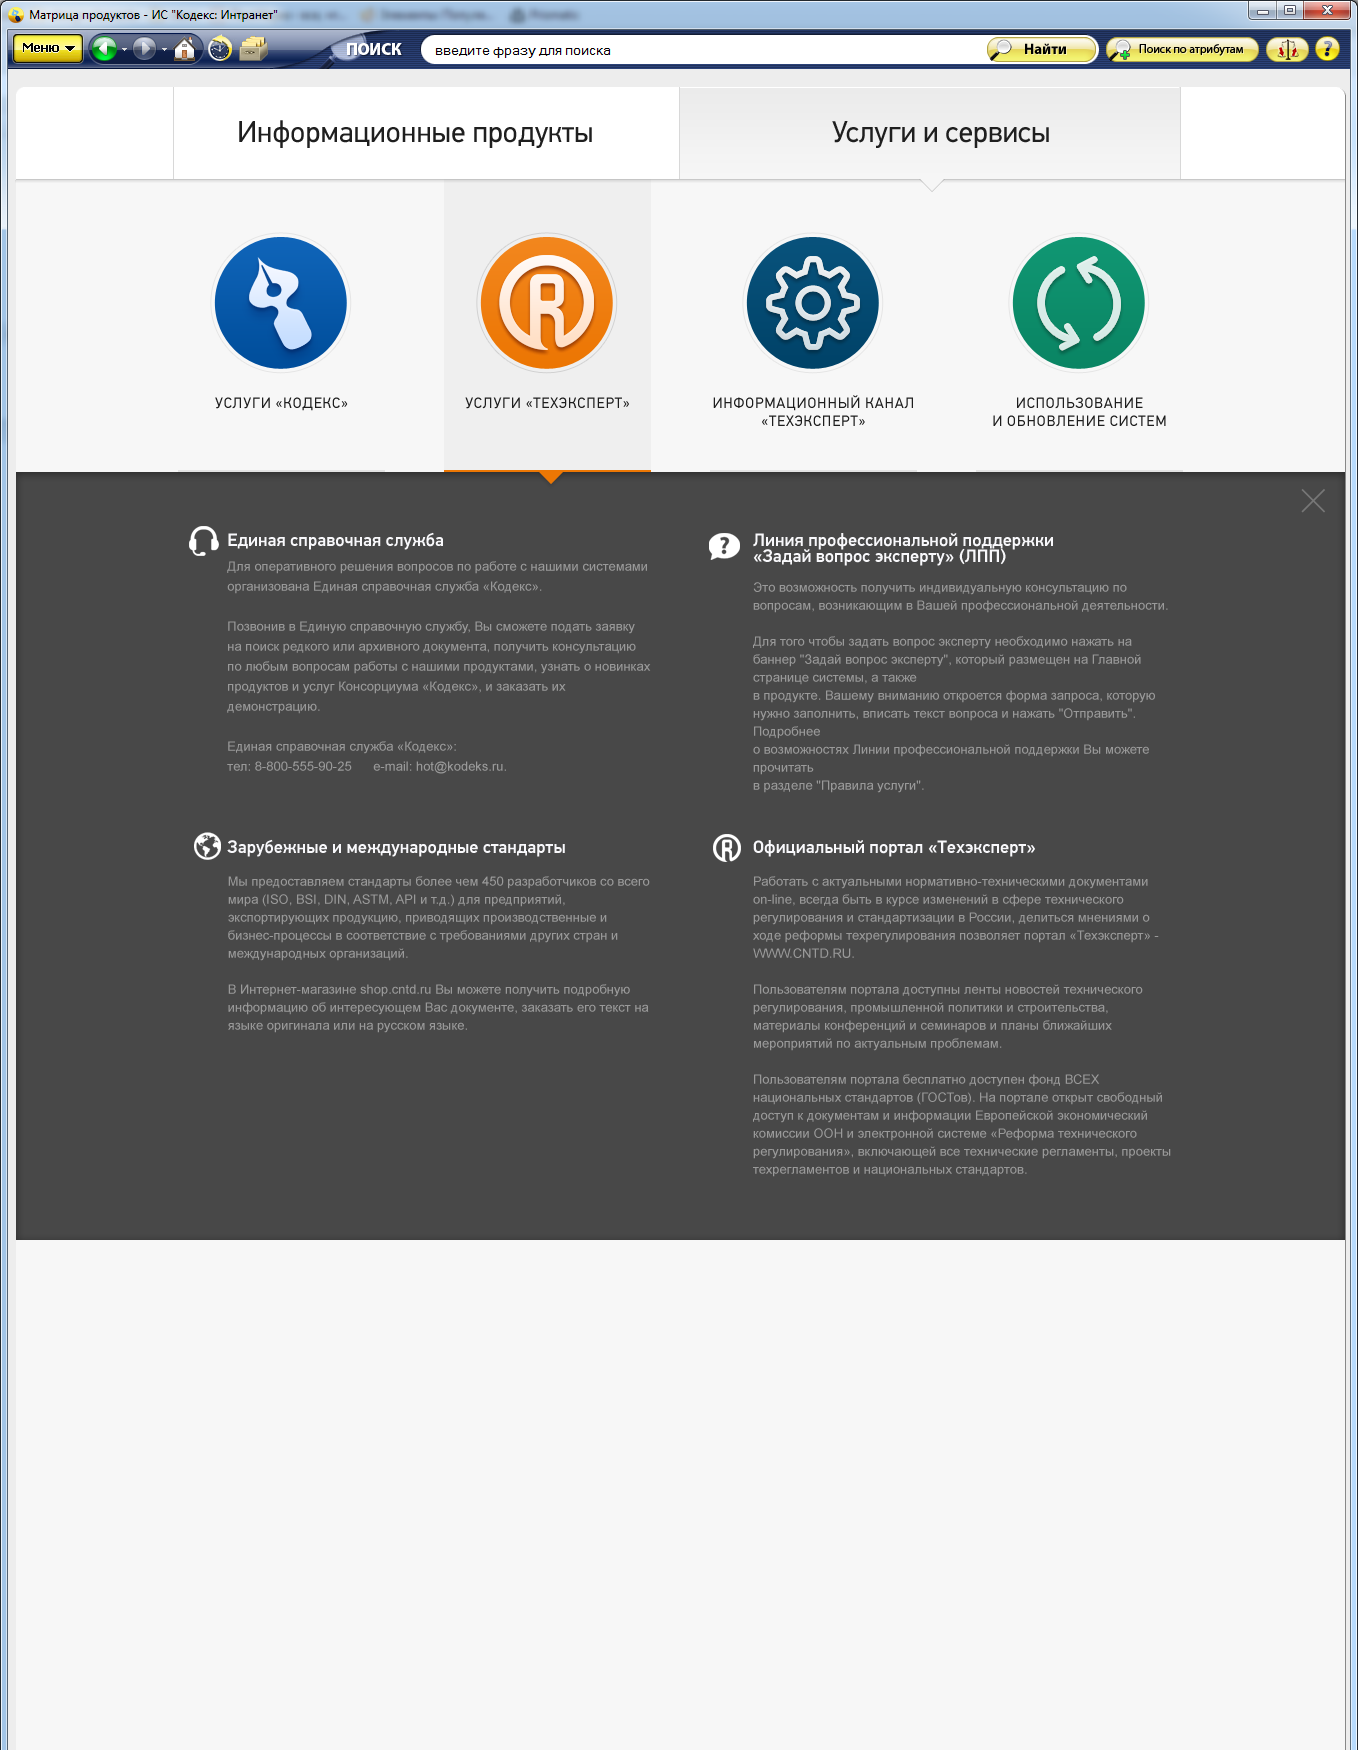 Матрица продуктов - ИС "Кодекс: Интранет"
Меню
ПОИСК
введите фразу для поиска
Найти
Поиск по атрибутам
?
Информационные продукты
Услуги и сервисы
УСЛУГИ «КОДЕКС»
УСЛУГИ «ТЕХЭКСПЕРТ»
ИНФОРМАЦИОННЫЙ КАНАЛ
«ТЕХЭКСПЕРТ»
ИСПОЛЬЗОВАНИЕ
И ОБНОВЛЕНИЕ СИСТЕМ
Единая справочная служба
Для оперативного решения вопросов по работе с нашими системами
организована Единая справочная служба «Кодекс».
Позвонив в Единую справочную службу, Вы сможете подать заявку
на поиск редкого или архивного документа, получить консультацию
по любым вопросам работы с нашими продуктами, узнать о новинках
продуктов и услуг Консорциума «Кодекс», и заказать их
демонстрацию.
Единая справочная служба «Кодекс»:
тел: 8-800-555-90-25 e-mail: hot@kodeks.ru.
Линия профессиональной поддержки
«Задай вопрос эксперту» (ЛПП)
Это возможность получить индивидуальную консультацию по
вопросам, возникающим в Вашей профессиональной деятельности.
Для того чтобы задать вопрос эксперту необходимо нажать на
баннер "Задай вопрос эксперту", который размещен на Главной
странице системы, а также
в продукте. Вашему вниманию откроется форма запроса, которую
нужно заполнить, вписать текст вопроса и нажать "Отправить".
Подробнее
о возможностях Линии профессиональной поддержки Вы можете
прочитать
в разделе "Правила услуги".
Зарубежные и международные стандарты
Мы предоставляем стандарты более чем 450 разработчиков со всего
мира (ISO, BSI, DIN, ASTM, API и т.д.) для предприятий,
экспортирующих продукцию, приводящих производственные и
бизнес-процессы в соответствие с требованиями других стран и
международных организаций.
В Интернет-магазине shop.cntd.ru Вы можете получить подробную
информацию об интересующем Вас документе, заказать его текст на
языке оригинала или на русском языке.
Официальный портал «Техэксперт»
Работать с актуальными нормативно-техническими документами
on-line, всегда быть в курсе изменений в сфере технического
регулирования и стандартизации в России, делиться мнениями о
ходе реформы техрегулирования позволяет портал «Техэксперт» -
WWW.CNTD.RU.
Пользователям портала доступны ленты новостей технического
регулирования, промышленной политики и строительства,
материалы конференций и семинаров и планы ближайших
мероприятий по актуальным проблемам.
Пользователям портала бесплатно доступен фонд ВСЕХ
национальных стандартов (ГОСТов). На портале открыт свободный
доступ к документам и информации Европейской экономический
комиссии ООН и электронной системе «Реформа технического
регулирования», включающей все технические регламенты, проекты
техрегламентов и национальных стандартов.